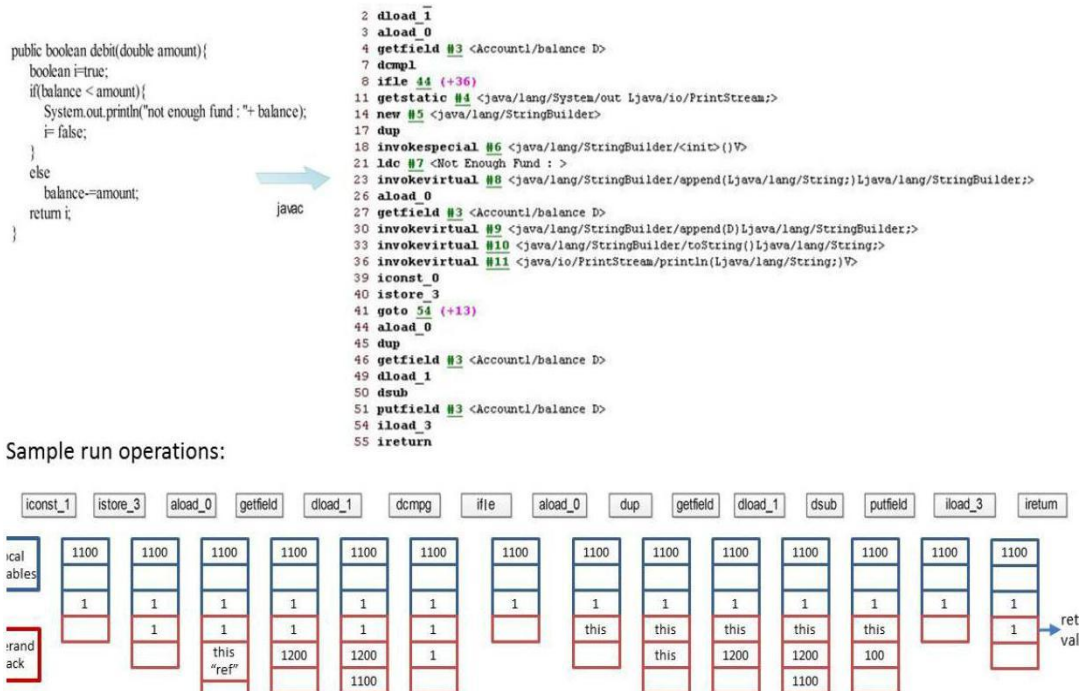 public boolean debit(double amount){
boolean i=true;
if(balance < amount){
System.out.println("not enough fund : "+ balance);
i= false;
}
else
balance-=amount;
return i;
}
javac
2 dload_1
3 aload_0
4 getfield #3 <Account1/balance D>
7 dcmpl
8 ifle 44 (+36)
11 getstatic #4 <java/lang/System/out Ljava/io/PrintStream;>
14 new #5 <java/lang/StringBuilder>
17 dup
18 invokespecial #6 <java/lang/StringBuilder/<init>()V>
21 ldc #7 <Not Enough Fund : >
23 invokevirtual #8 <java/lang/StringBuilder/append(Ljava/lang/String;)Ljava/lang/StringBuilder;>
26 aload_0
27 getfield #3 <Account1/balance D>
30 invokevirtual #9 <java/lang/StringBuilder/append(D)Ljava/lang/StringBuilder;>
33 invokevirtual #10 <java/lang/StringBuilder/toString()Ljava/lang/String;>
36 invokevirtual #11 <java/io/PrintStream/println(Ljava/lang/String;)V>
39 iconst_0
40 istore_3
41 goto 54 (+13)
44 aload_0
45 dup
46 getfield #3 <Account1/balance D>
49 dload_1
50 dsub
51 putfield #3 <Account1/balance D>
54 iload_3
55 ireturn
Sample run operations:
iconst_1 istore_3 aload_0 getfield dload_1 dcmpg ifle aload_0 dup getfield dload_1 dsub putfield iload_3 ireturn
cal 1100 1100 1100 1100 1100 1100 1100 1100 1100 1100 1100 1100 1100 1100
ables
1 1 1 1 1 1 1 1 1 1 1 1 1 1
1 1 1 1 1 this this this this this 1 ret
erand this 1200 1200 1 this 1200 1200 100 val
ack "ref"
1100 1100